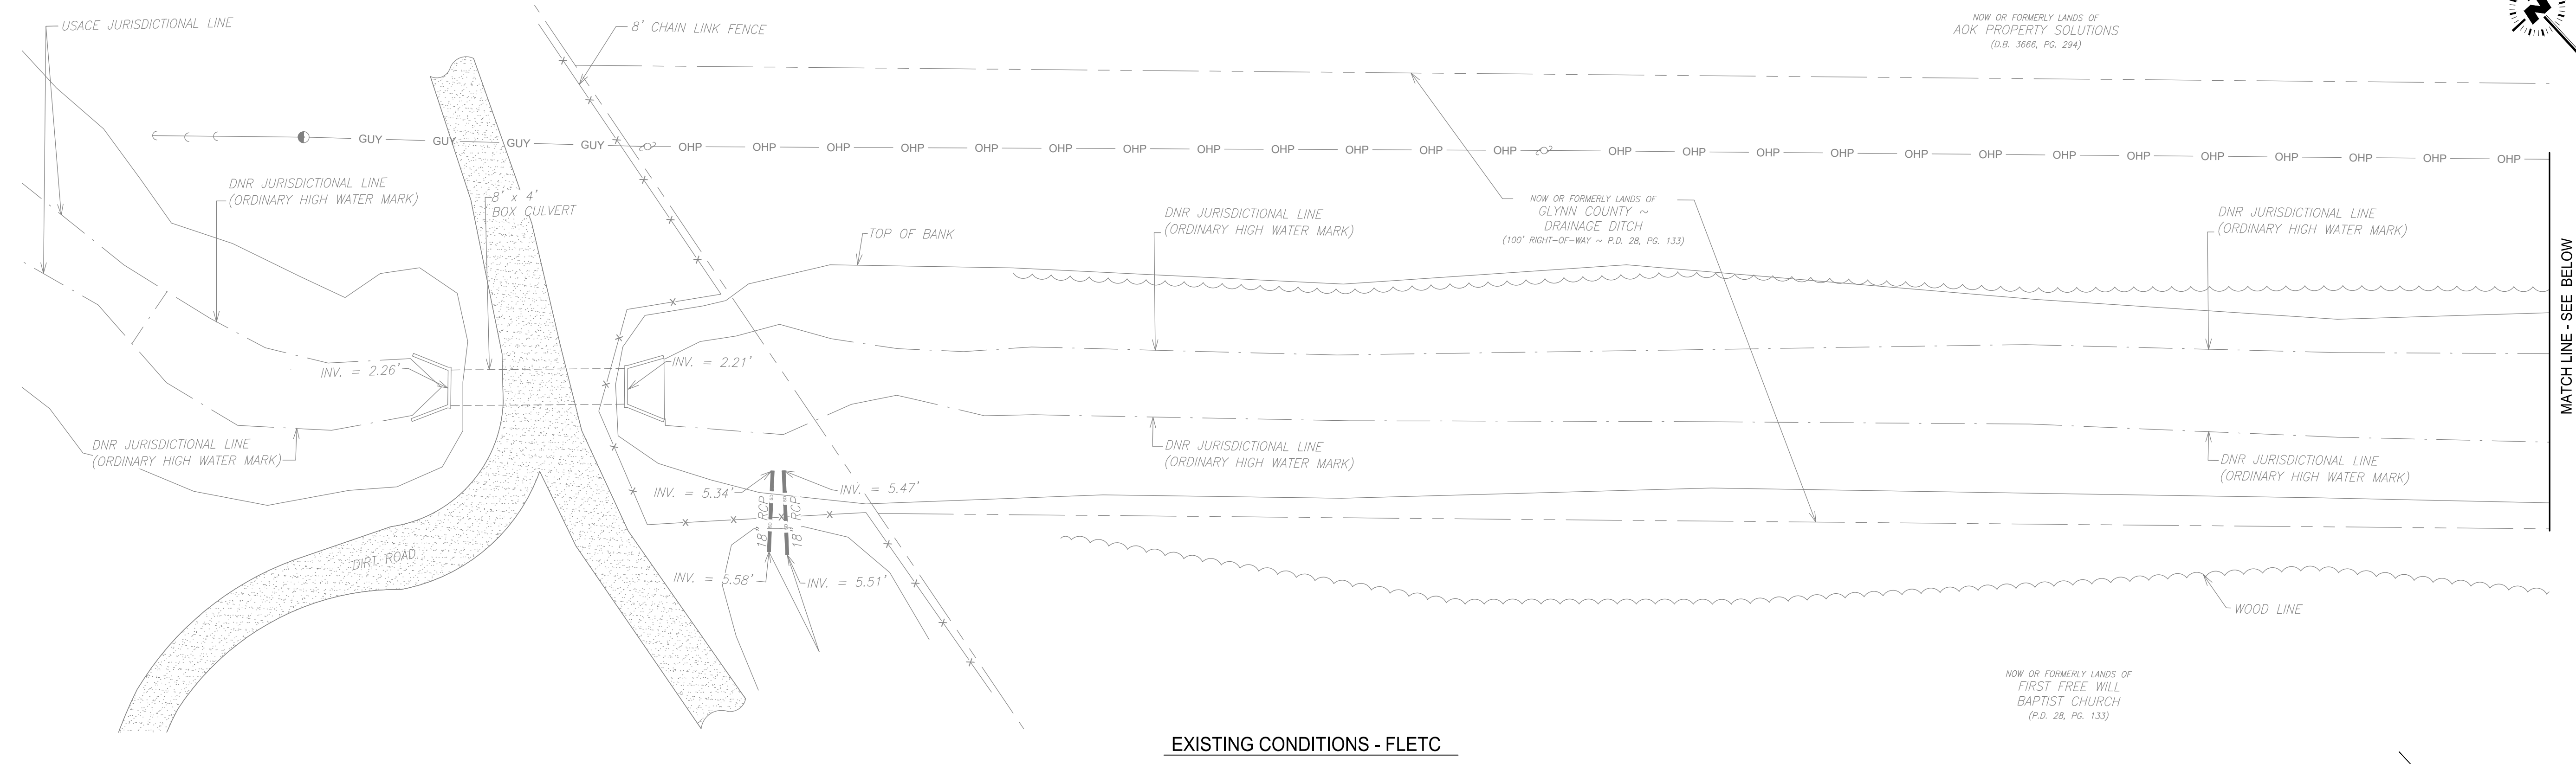 USACE JURISDICTIONAL LINE
8' CHAIN LINK FENCE
NOW OR FORMERLY LANDS OF
AOK PROPERTY SOLUTIONS
(D.B. 3666, PG. 294)
GUY GUY GUY GUY OHP OHP OHP OHP OHP OHP OHP OHP OHP OHP OHP OHP OHP OHP OHP OHP OHP OHP OHP OHP OHP OHP OHP OHP OHP
DNR JURISDICTIONAL LINE
(ORDINARY HIGH WATER MARK)
8' x 4'
BOX CULVERT
TOP OF BANK
DNR JURISDICTIONAL LINE
(ORDINARY HIGH WATER MARK)
NOW OR FORMERLY LANDS OF
GLYNN COUNTY ~
DRAINAGE DITCH
(100' RIGHT-OF-WAY ~ P.D. 28, PG. 133)
DNR JURISDICTIONAL LINE
(ORDINARY HIGH WATER MARK)
MATCH LINE - SEE BELOW
INV. = 2.26'
INV. = 2.21'
DNR JURISDICTIONAL LINE
(ORDINARY HIGH WATER MARK)
DNR JURISDICTIONAL LINE
(ORDINARY HIGH WATER MARK)
DNR JURISDICTIONAL LINE
(ORDINARY HIGH WATER MARK)
INV. = 5.34'
INV. = 5.47'
18" RCP
18" RCP
DIRT ROAD
INV. = 5.58'
INV. = 5.51'
WOOD LINE
NOW OR FORMERLY LANDS OF
FIRST FREE WILL
BAPTIST CHURCH
(P.D. 28, PG. 133)
EXISTING CONDITIONS - FLETC